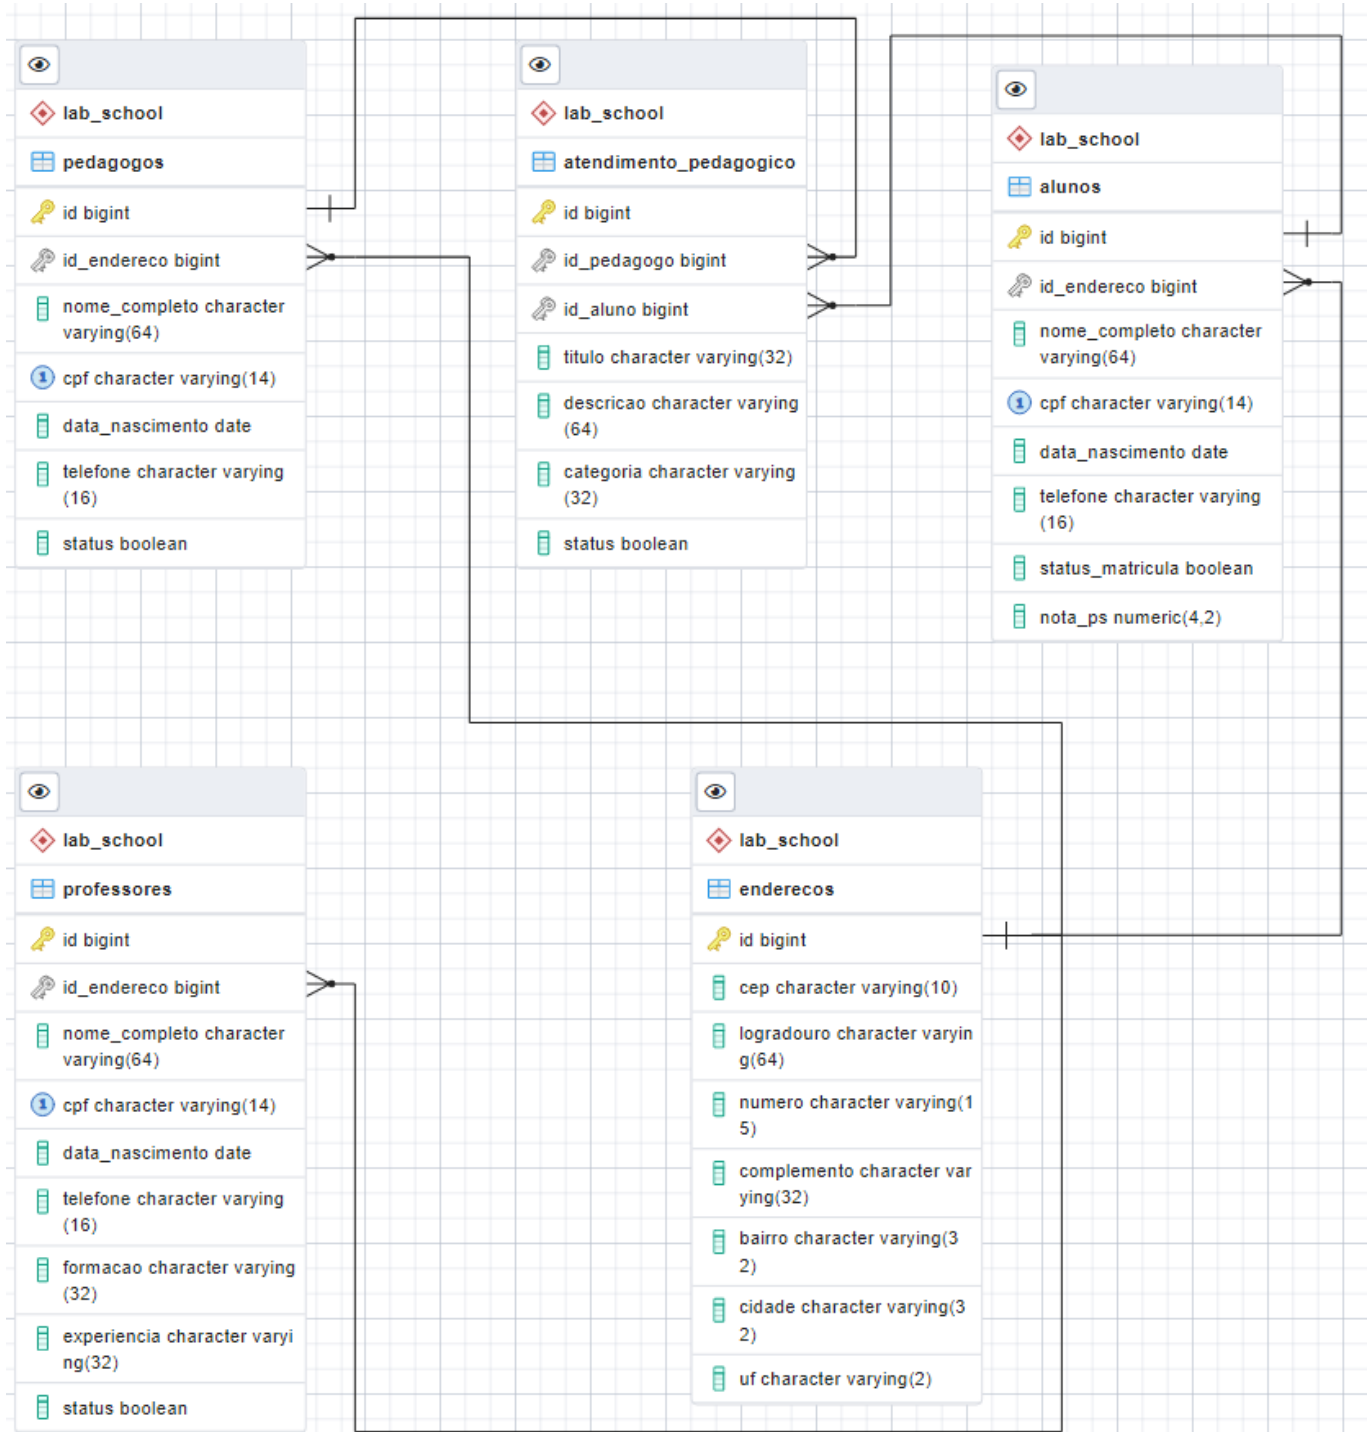 lab_school
pedagogos
id bigint
id_endereco bigint
nome_completo character
varying(64)
1 cpf character varying(14)
data_nascimento date
telefone character varying
(16)
status boolean
lab_school
atendimento_pedagogico
id bigint
id_pedagogo bigint
id_aluno bigint
titulo character varying(32)
descricao character varying
(64)
categoria character varying
(32)
status boolean
lab_school
alunos
id bigint
id_endereco bigint
nome_completo character
varying(64)
1 cpf character varying(14)
data_nascimento date
telefone character varying
(16)
status_matricula boolean
nota_ps numeric(4,2)
lab_school
professores
id bigint
id_endereco bigint
nome_completo character
varying(64)
1 cpf character varying(14)
data_nascimento date
telefone character varying
(16)
formacao character varying
(32)
experiencia character varyi
ng(32)
status boolean
lab_school
enderecos
id bigint
cep character varying(10)
logradouro character varyin
g(64)
numero character varying(1
5)
complemento character var
ying(32)
bairro character varying(3
2)
cidade character varying(3
2)
uf character varying(2)